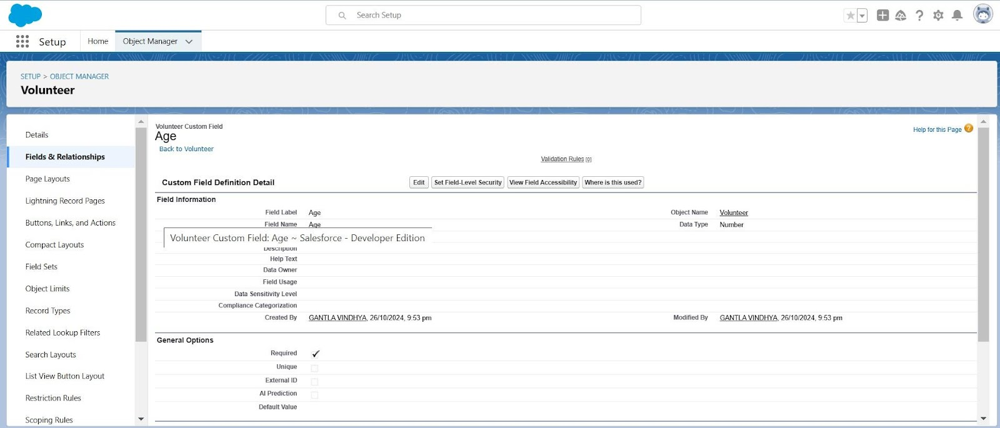 Search Setup
Setup
Home
Object Manager
SETUP > OBJECT MANAGER
Volunteer
Details
Fields & Relationships
Page Layouts
Lightning Record Pages
Buttons, Links, and Actions
Compact Layouts
Field Sets
Object Limits
Record Types
Related Lookup Filters
Search Layouts
List View Button Layout
Restriction Rules
Scoping Rules
Volunteer Custom Field
Age
Back to Volunteer
Help for this Page
Validation Rules [0]
Custom Field Definition Detail
Edit
Set Field-Level Security
View Field Accessibility
Where is this used?
Field Information
Field Label Age Object Name Volunteer
Field Name Age Data Type Number
Volunteer Custom Field: Age ~ Salesforce - Developer Edition
Description
Help Text
Data Owner
Field Usage
Data Sensitivity Level
Compliance Categorization
Created By GANTLA VINDHYA, 26/10/2024, 9:53 pm Modified By GANTLA VINDHYA, 26/10/2024, 9:53 pm
General Options
Required
Unique
External ID
AI Prediction
Default Value